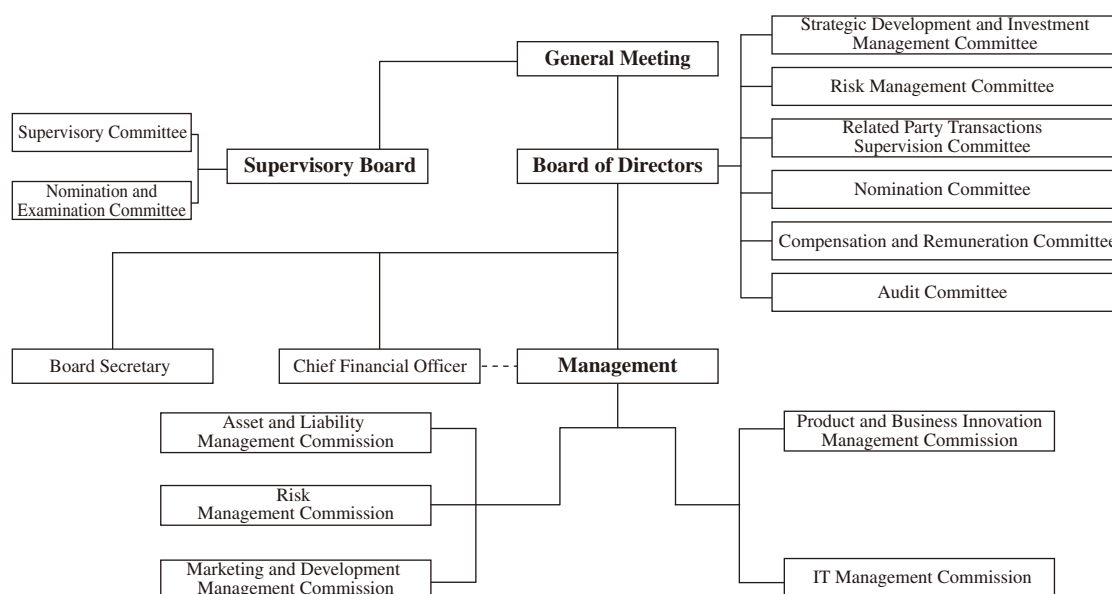 Strategic Development and Investment
Management Committee
General Meeting
Risk Management Committee
Supervisory Committee
Related Party Transactions
Supervision Committee
Supervisory Board
Board of Directors
Nomination and
Examination Committee
Nomination Committee
Compensation and Remuneration Committee
Audit Committee
Board Secretary
Chief Financial Officer
Management
Asset and Liability
Management Commission
Product and Business Innovation
Management Commission
Risk
Management Commission
Marketing and Development
Management Commission
IT Management Commission